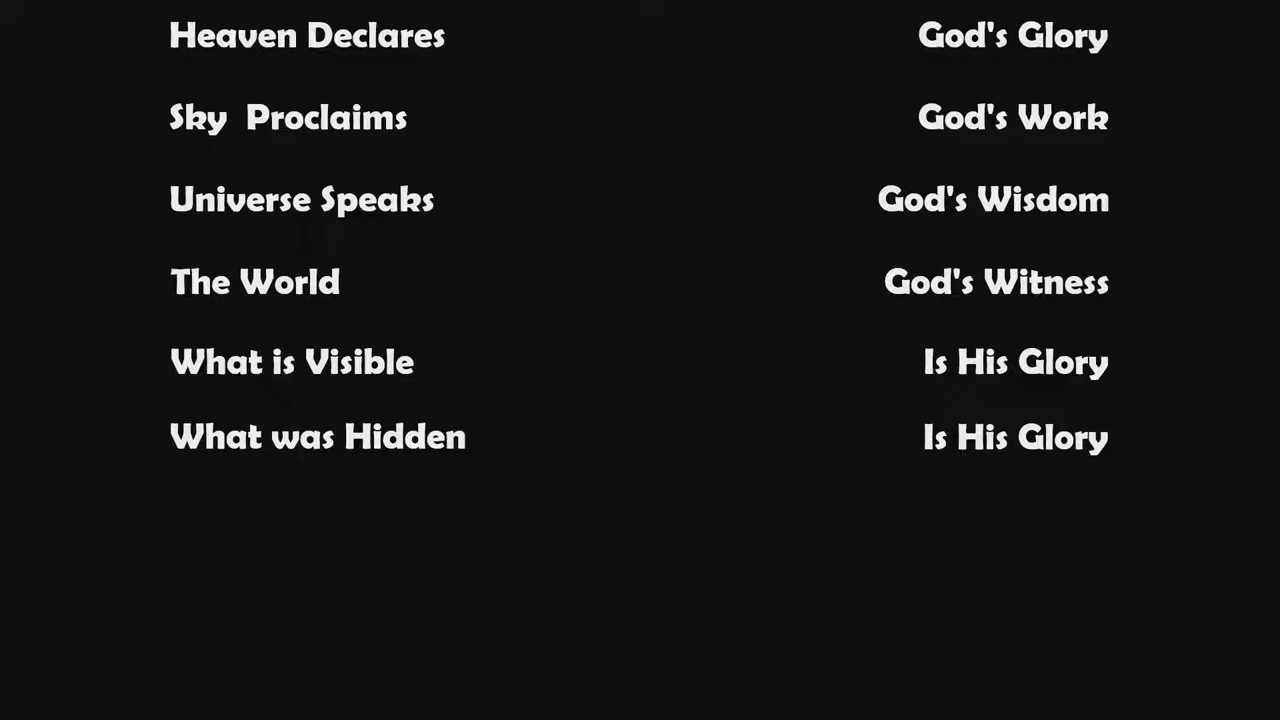 Heaven Declares God's Glory
Sky Proclaims God's Work
Universe Speaks God's Wisdom
The World God's Witness
What is Visible Is His Glory
What was Hidden Is His Glory